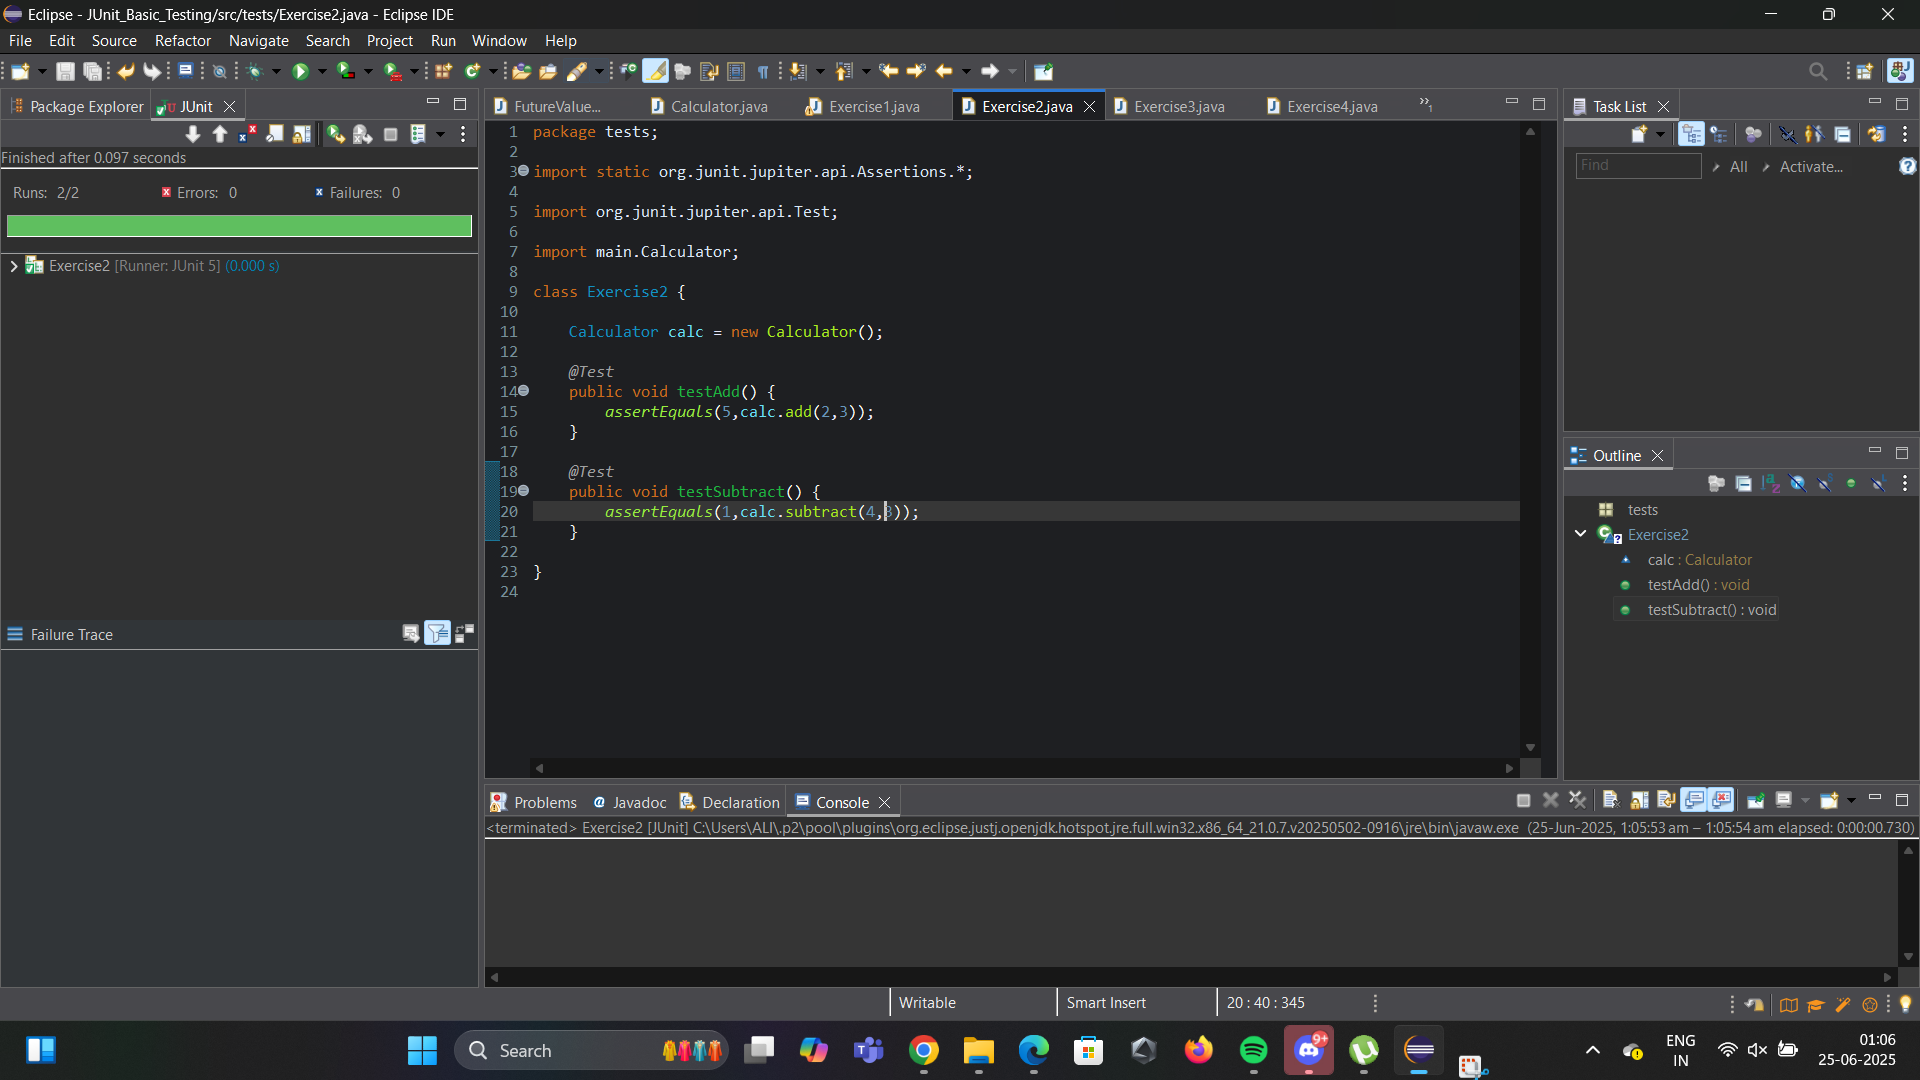 Eclipse - JUnit_Basic_Testing/src/tests/Exercise2.java - Eclipse IDE
File Edit Source Refactor Navigate Search Project Run Window Help
Package Explorer JUnit
Finished after 0.097 seconds
Runs: 2/2 Errors: 0 Failures: 0
Exercise2 [Runner: JUnit 5] (0.000 s)
Failure Trace
FutureValue... Calculator.java Exercise1.java Exercise2.java Exercise3.java Exercise4.java »1
1 package tests;
2
3 import static org.junit.jupiter.api.Assertions.*;
4
5 import org.junit.jupiter.api.Test;
6
7 import main.Calculator;
8
9 class Exercise2 {
10
11 Calculator calc = new Calculator();
12
13 @Test
14 public void testAdd() {
15 assertEquals(5,calc.add(2,3));
16 }
17
18 @Test
19 public void testSubtract() {
20 assertEquals(1,calc.subtract(4,3));
21 }
22
23 }
24
Task List
Find All Activate...
Outline
tests
Exercise2
calc : Calculator
testAdd() : void
testSubtract() : void
Problems Javadoc Declaration Console
<terminated> Exercise2 [JUnit] C:\Users\ALI\.p2\pool\plugins\org.eclipse.justj.openjdk.hotspot.jre.full.win32.x86_64_21.0.7.v20250502-0916\jre\bin\javaw.exe (25-Jun-2025, 1:05:53 am – 1:05:54 am elapsed: 0:00:00.730)
Writable Smart Insert 20 : 40 : 345
Search
9+
ENG
IN
01:06
25-06-2025